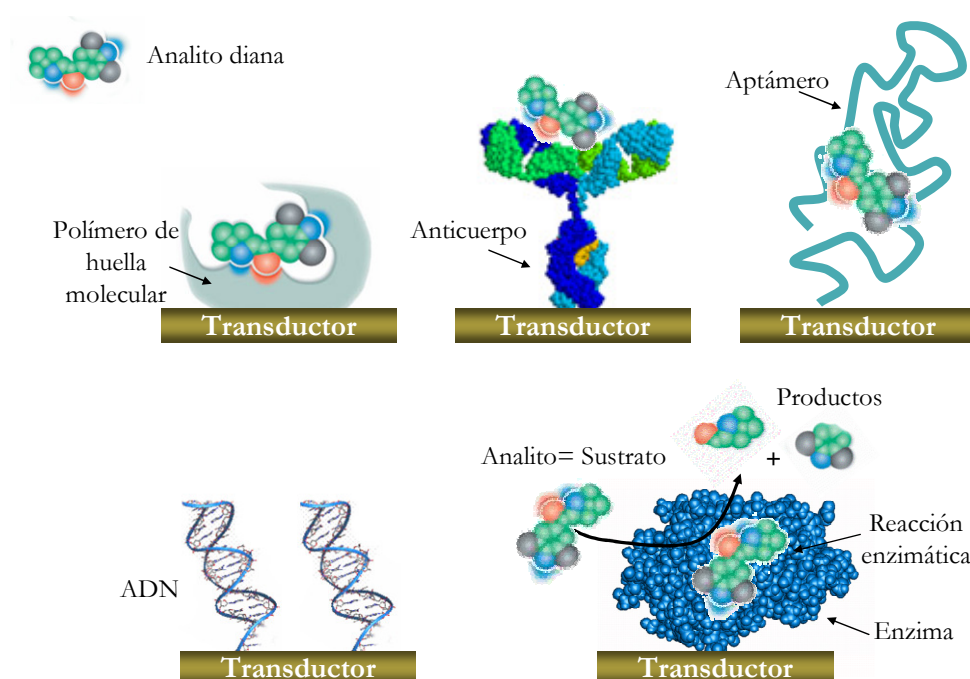 Analito diana
Aptámero
Polímero de
huella
molecular
Anticuerpo
Transductor
Transductor
Transductor
Productos
Analito= Sustrato
+
Reacción
enzimática
ADN
Enzima
Transductor
Transductor